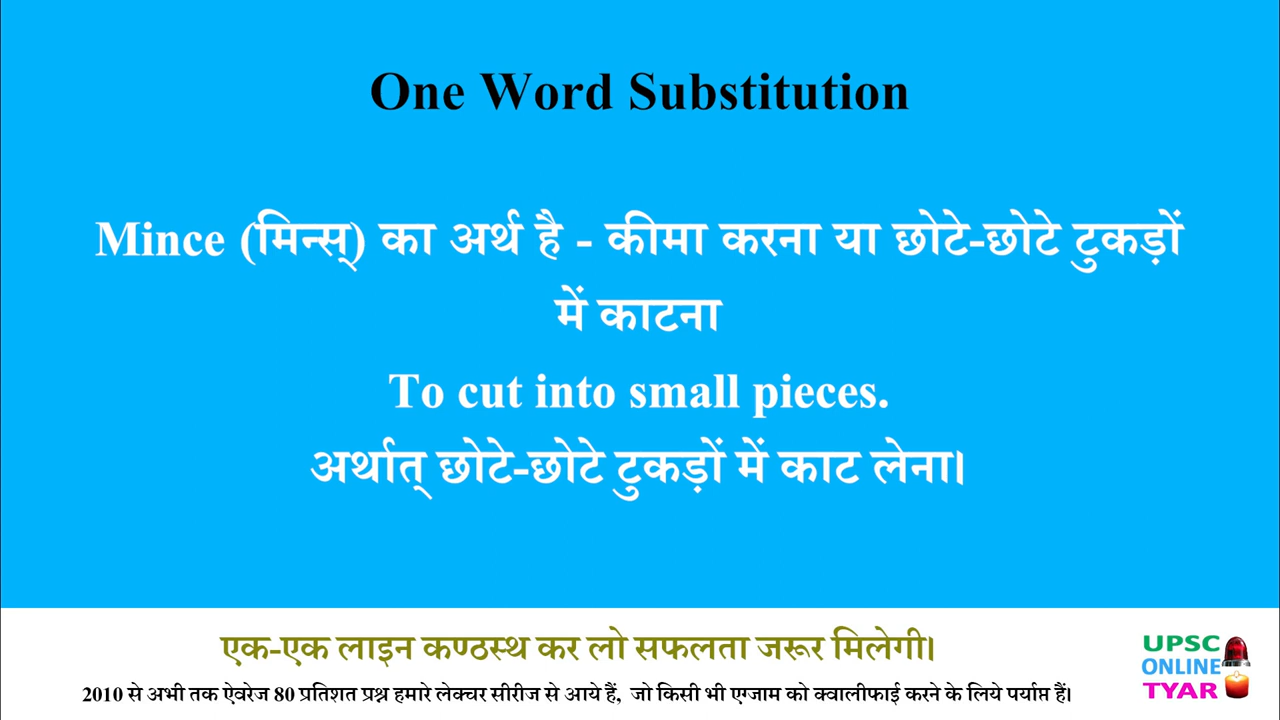 One Word Substitution
Mince (मिन्स्) का अर्थ है - कीमा करना या छोटे-छोटे टुकड़ों
में काटना
To cut into small pieces.
अर्थात् छोटे-छोटे टुकड़ों में काट लेना।
एक-एक लाइन कण्ठस्थ कर लो सफलता जरूर मिलेगी।
2010 से अभी तक ऐवरेज 80 प्रतिशत प्रश्न हमारे लेक्चर सीरीज से आये हैं, जो किसी भी एग्जाम को क्वालीफाई करने के लिये पर्याप्त हैं।
UPSC
ONLINE
TYAR